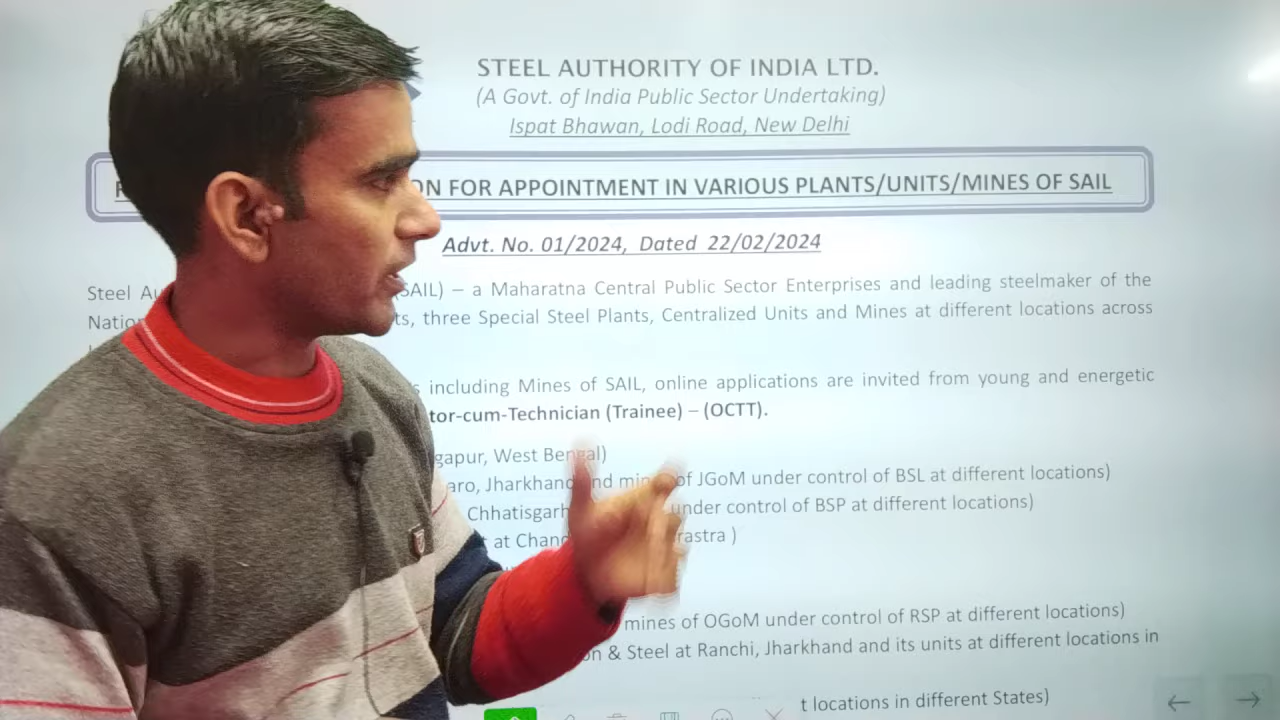 STEEL AUTHORITY OF INDIA LTD.
(A Govt. of India Public Sector Undertaking)
Ispat Bhawan, Lodi Road, New Delhi
FOR APPOINTMENT IN VARIOUS PLANTS/UNITS/MINES OF SAIL
Advt. No. 01/2024, Dated 22/02/2024
Steel (SAIL) – a Maharatna Central Public Sector Enterprises and leading steelmaker of the
three Special Steel Plants, Centralized Units and Mines at different locations across
including Mines of SAIL, online applications are invited from young and energetic
tor-cum-Technician (Trainee) – (OCTT).
gapur, West Bengal)
aro, Jharkhand of JGoM under control of BSL at different locations)
Chhatisgarh under control of BSP at different locations)
at rastra )
mines of OGoM under control of RSP at different locations)
& Steel at Ranchi, Jharkhand and its units at different locations in
t locations in different States)